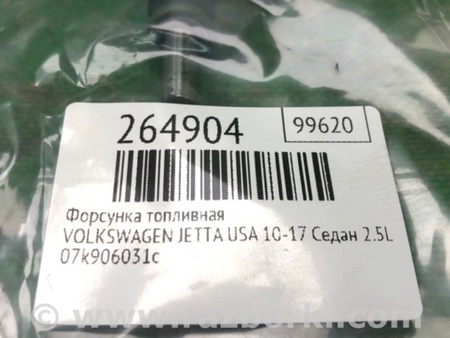 264904
99620
Форсунка топливная
VOLKSWAGEN JETTA USA 10-17 Седан 2.5L
07k906031c